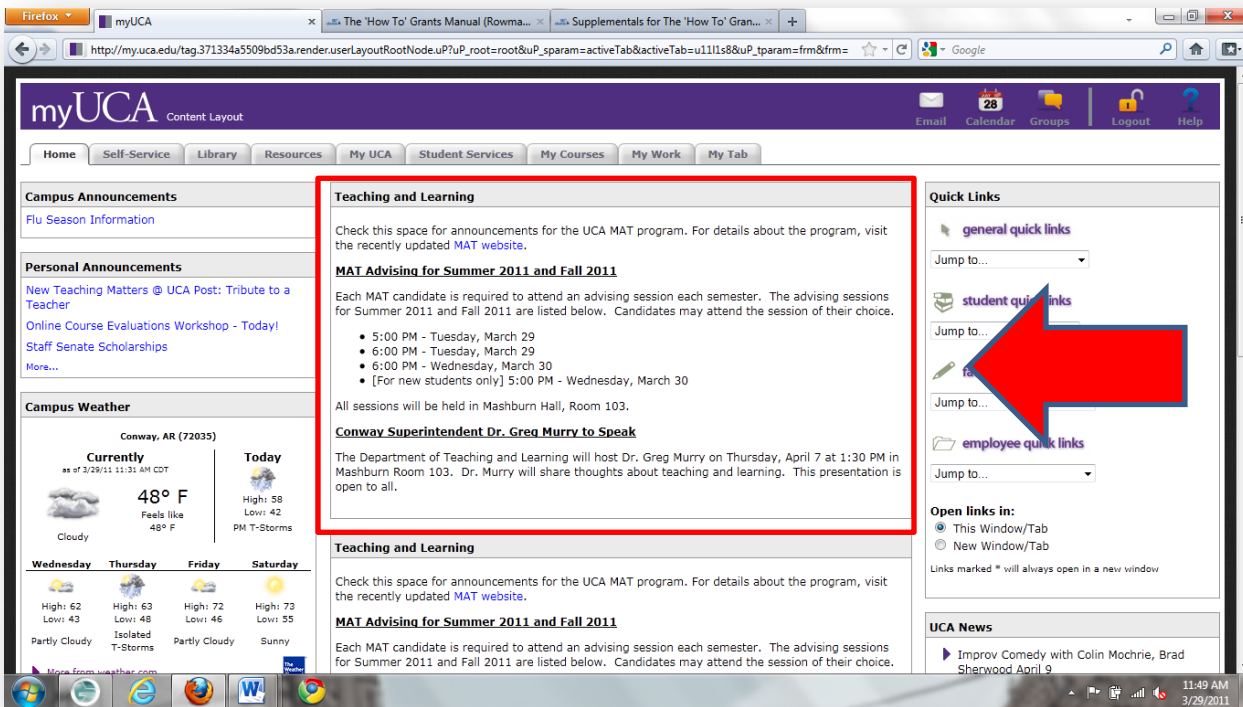 Firefox
myUCA
The 'How To' Grants Manual (Rowma...
Supplementals for The 'How To' Gran...
http://my.uca.edu/tag.371334a5509bd53a.render.userLayoutRootNode.uP?uP_root=root&uP_sparam=activeTab&activeTab=u11l1s8&uP_tparam=frm&frm=
Google
myUCA Content Layout
28
Email Calendar Groups Logout Help
Home Self-Service Library Resources My UCA Student Services My Courses My Work My Tab
Campus Announcements
Flu Season Information
Personal Announcements
New Teaching Matters @ UCA Post: Tribute to a
Teacher
Online Course Evaluations Workshop - Today!
Staff Senate Scholarships
More...
Campus Weather
Conway, AR (72035)
Currently
as of 3/29/11 11:31 AM CDT
48° F
Feels like
48° F
Cloudy
Today
High: 58
Low: 42
PM T-Storms
Wednesday Thursday Friday Saturday
High: 62 High: 63 High: 72 High: 73
Low: 43 Low: 48 Low: 46 Low: 55
Partly Cloudy Isolated T-Storms Partly Cloudy Sunny
More from weather.com
The Weather
Teaching and Learning
Check this space for announcements for the UCA MAT program. For details about the program, visit
the recently updated MAT website.
MAT Advising for Summer 2011 and Fall 2011
Each MAT candidate is required to attend an advising session each semester. The advising sessions
for Summer 2011 and Fall 2011 are listed below. Candidates may attend the session of their choice.
• 5:00 PM - Tuesday, March 29
• 6:00 PM - Tuesday, March 29
• 6:00 PM - Wednesday, March 30
• [For new students only] 5:00 PM - Wednesday, March 30
All sessions will be held in Mashburn Hall, Room 103.
Conway Superintendent Dr. Greg Murry to Speak
The Department of Teaching and Learning will host Dr. Greg Murry on Thursday, April 7 at 1:30 PM in
Mashburn Room 103. Dr. Murry will share thoughts about teaching and learning. This presentation is
open to all.
Teaching and Learning
Check this space for announcements for the UCA MAT program. For details about the program, visit
the recently updated MAT website.
MAT Advising for Summer 2011 and Fall 2011
Each MAT candidate is required to attend an advising session each semester. The advising sessions
for Summer 2011 and Fall 2011 are listed below. Candidates may attend the session of their choice.
Quick Links
general quick links
Jump to...
student quick links
Jump to...
Jump to...
employee quick links
Jump to...
Open links in:
This Window/Tab
New Window/Tab
Links marked * will always open in a new window
UCA News
Improv Comedy with Colin Mochrie, Brad
Sherwood April 9
11:49 AM
3/29/2011